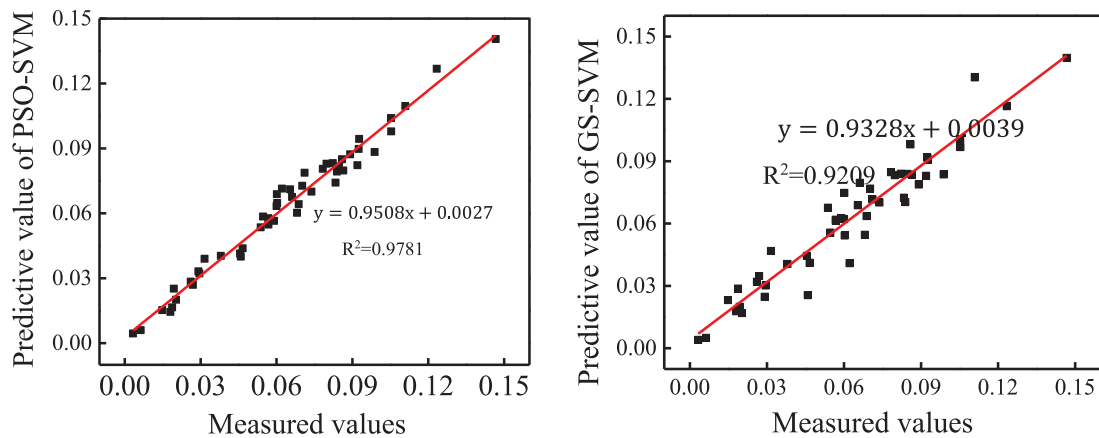 Predictive value of PSO-SVM
0.15
0.12
0.09
0.06
0.03
0.00
y = 0.9508x + 0.0027
R²=0.9781
0.00 0.03 0.06 0.09 0.12 0.15
Measured values
Predictive value of GS-SVM
0.15
0.12
0.09
0.06
0.03
0.00
y = 0.9328x + 0.0039
R²=0.9209
0.00 0.03 0.06 0.09 0.12 0.15
Measured values